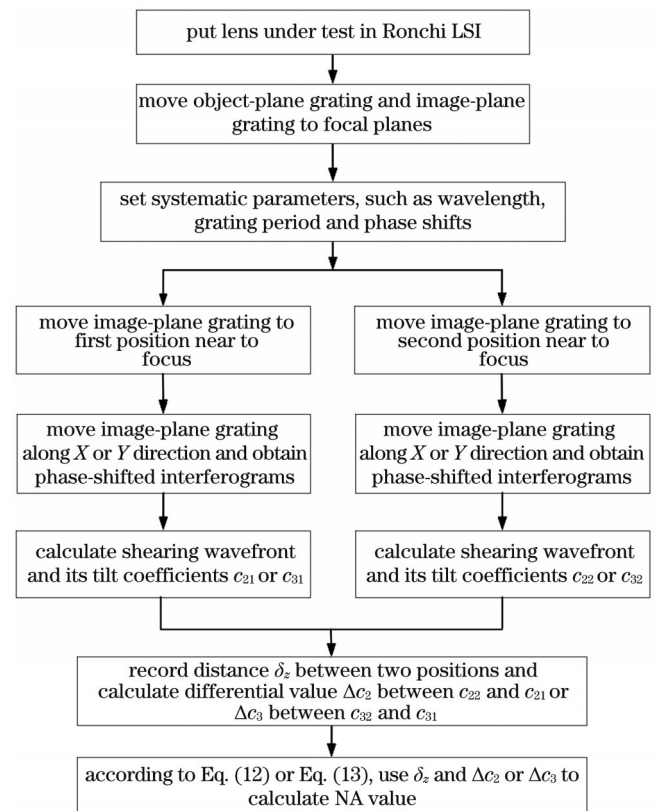 put lens under test in Ronchi LSI
move object-plane grating and image-plane
grating to focal planes
set systematic parameters, such as wavelength,
grating period and phase shifts
move image-plane grating to
first position near to
focus
move image-plane grating
along X or Y direction and obtain
phase-shifted interferograms
calculate shearing wavefront
and its tilt coefficients c₂₁ or c₃₁
move image-plane grating to
second position near to
focus
move image-plane grating
along X or Y direction and obtain
phase-shifted interferograms
calculate shearing wavefront
and its tilt coefficients c₂₂ or c₃₂
record distance δz between two positions and
calculate differential value Δc₂ between c₂₂ and c₂₁ or
Δc₃ between c₃₂ and c₃₁
according to Eq. (12) or Eq. (13), use δz and Δc₂ or Δc₃ to
calculate NA value